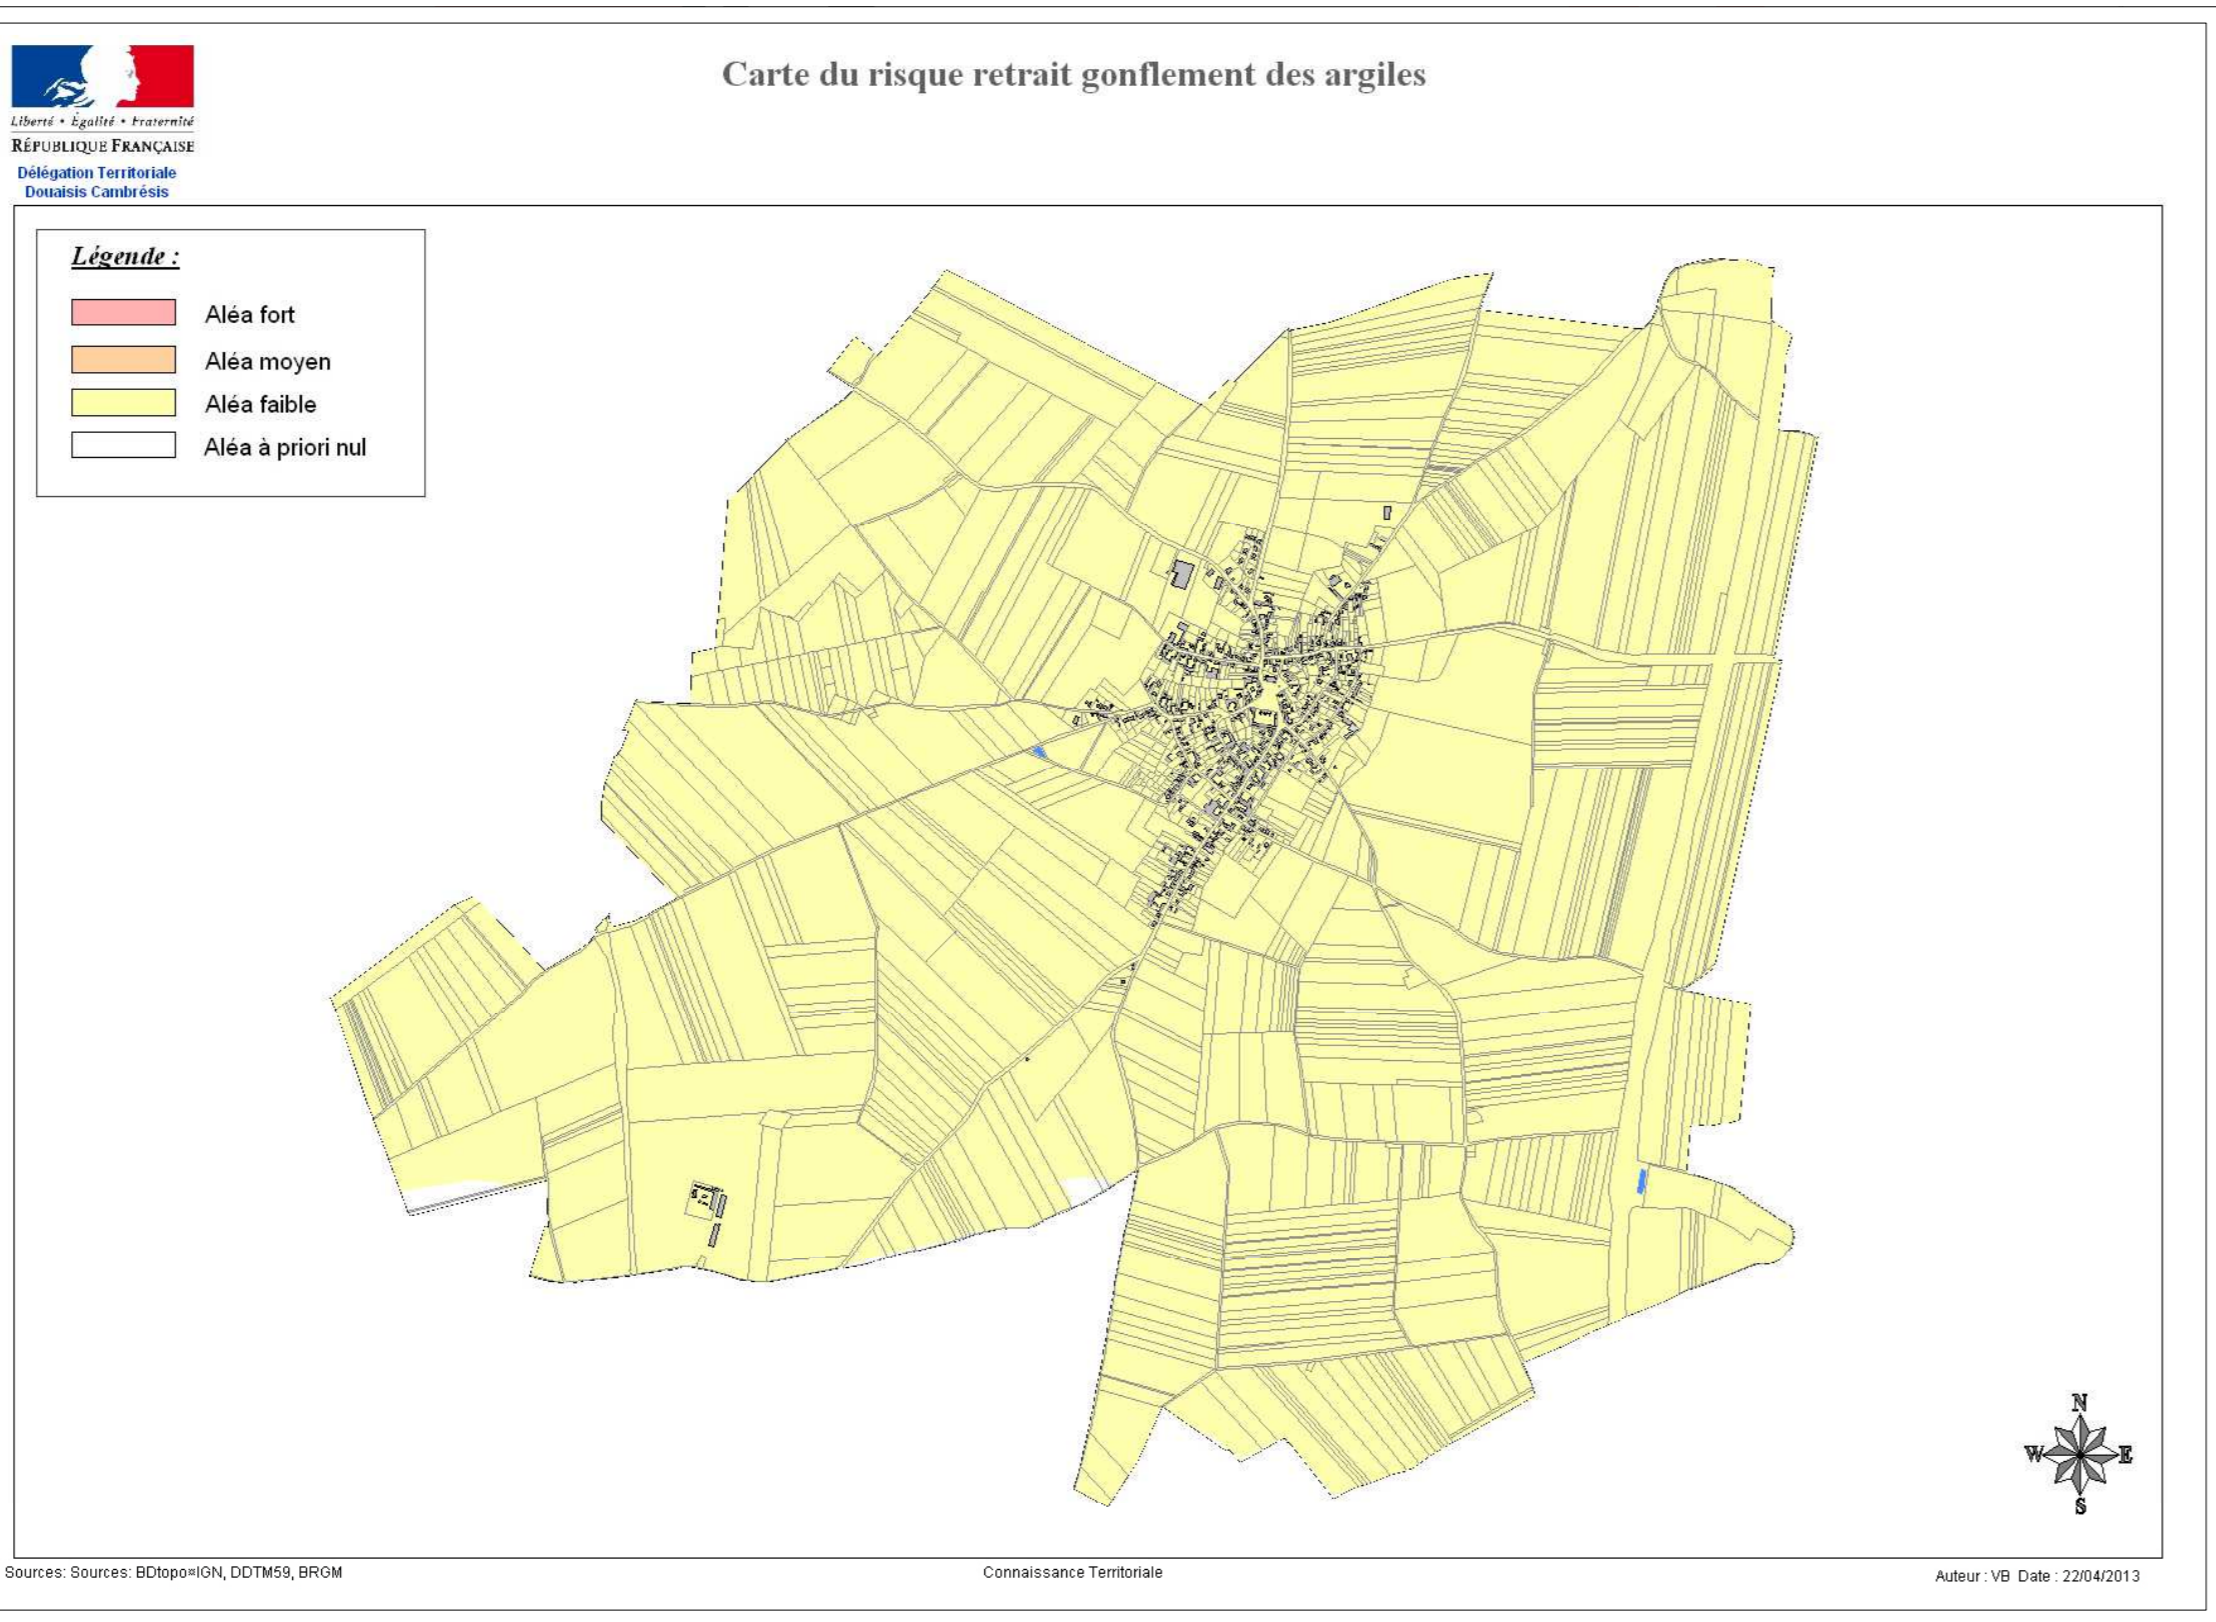 Carte du risque retrait gonflement des argiles
Liberté • Égalité • Fraternité
RÉPUBLIQUE FRANÇAISE
Délégation Territoriale
Douaisis Cambrésis
Légende :
Aléa fort
Aléa moyen
Aléa faible
Aléa à priori nul
N
W E
S
Sources: Sources: BDtopo¤IGN, DDTM59, BRGM
Connaissance Territoriale
Auteur : VB Date : 22/04/2013